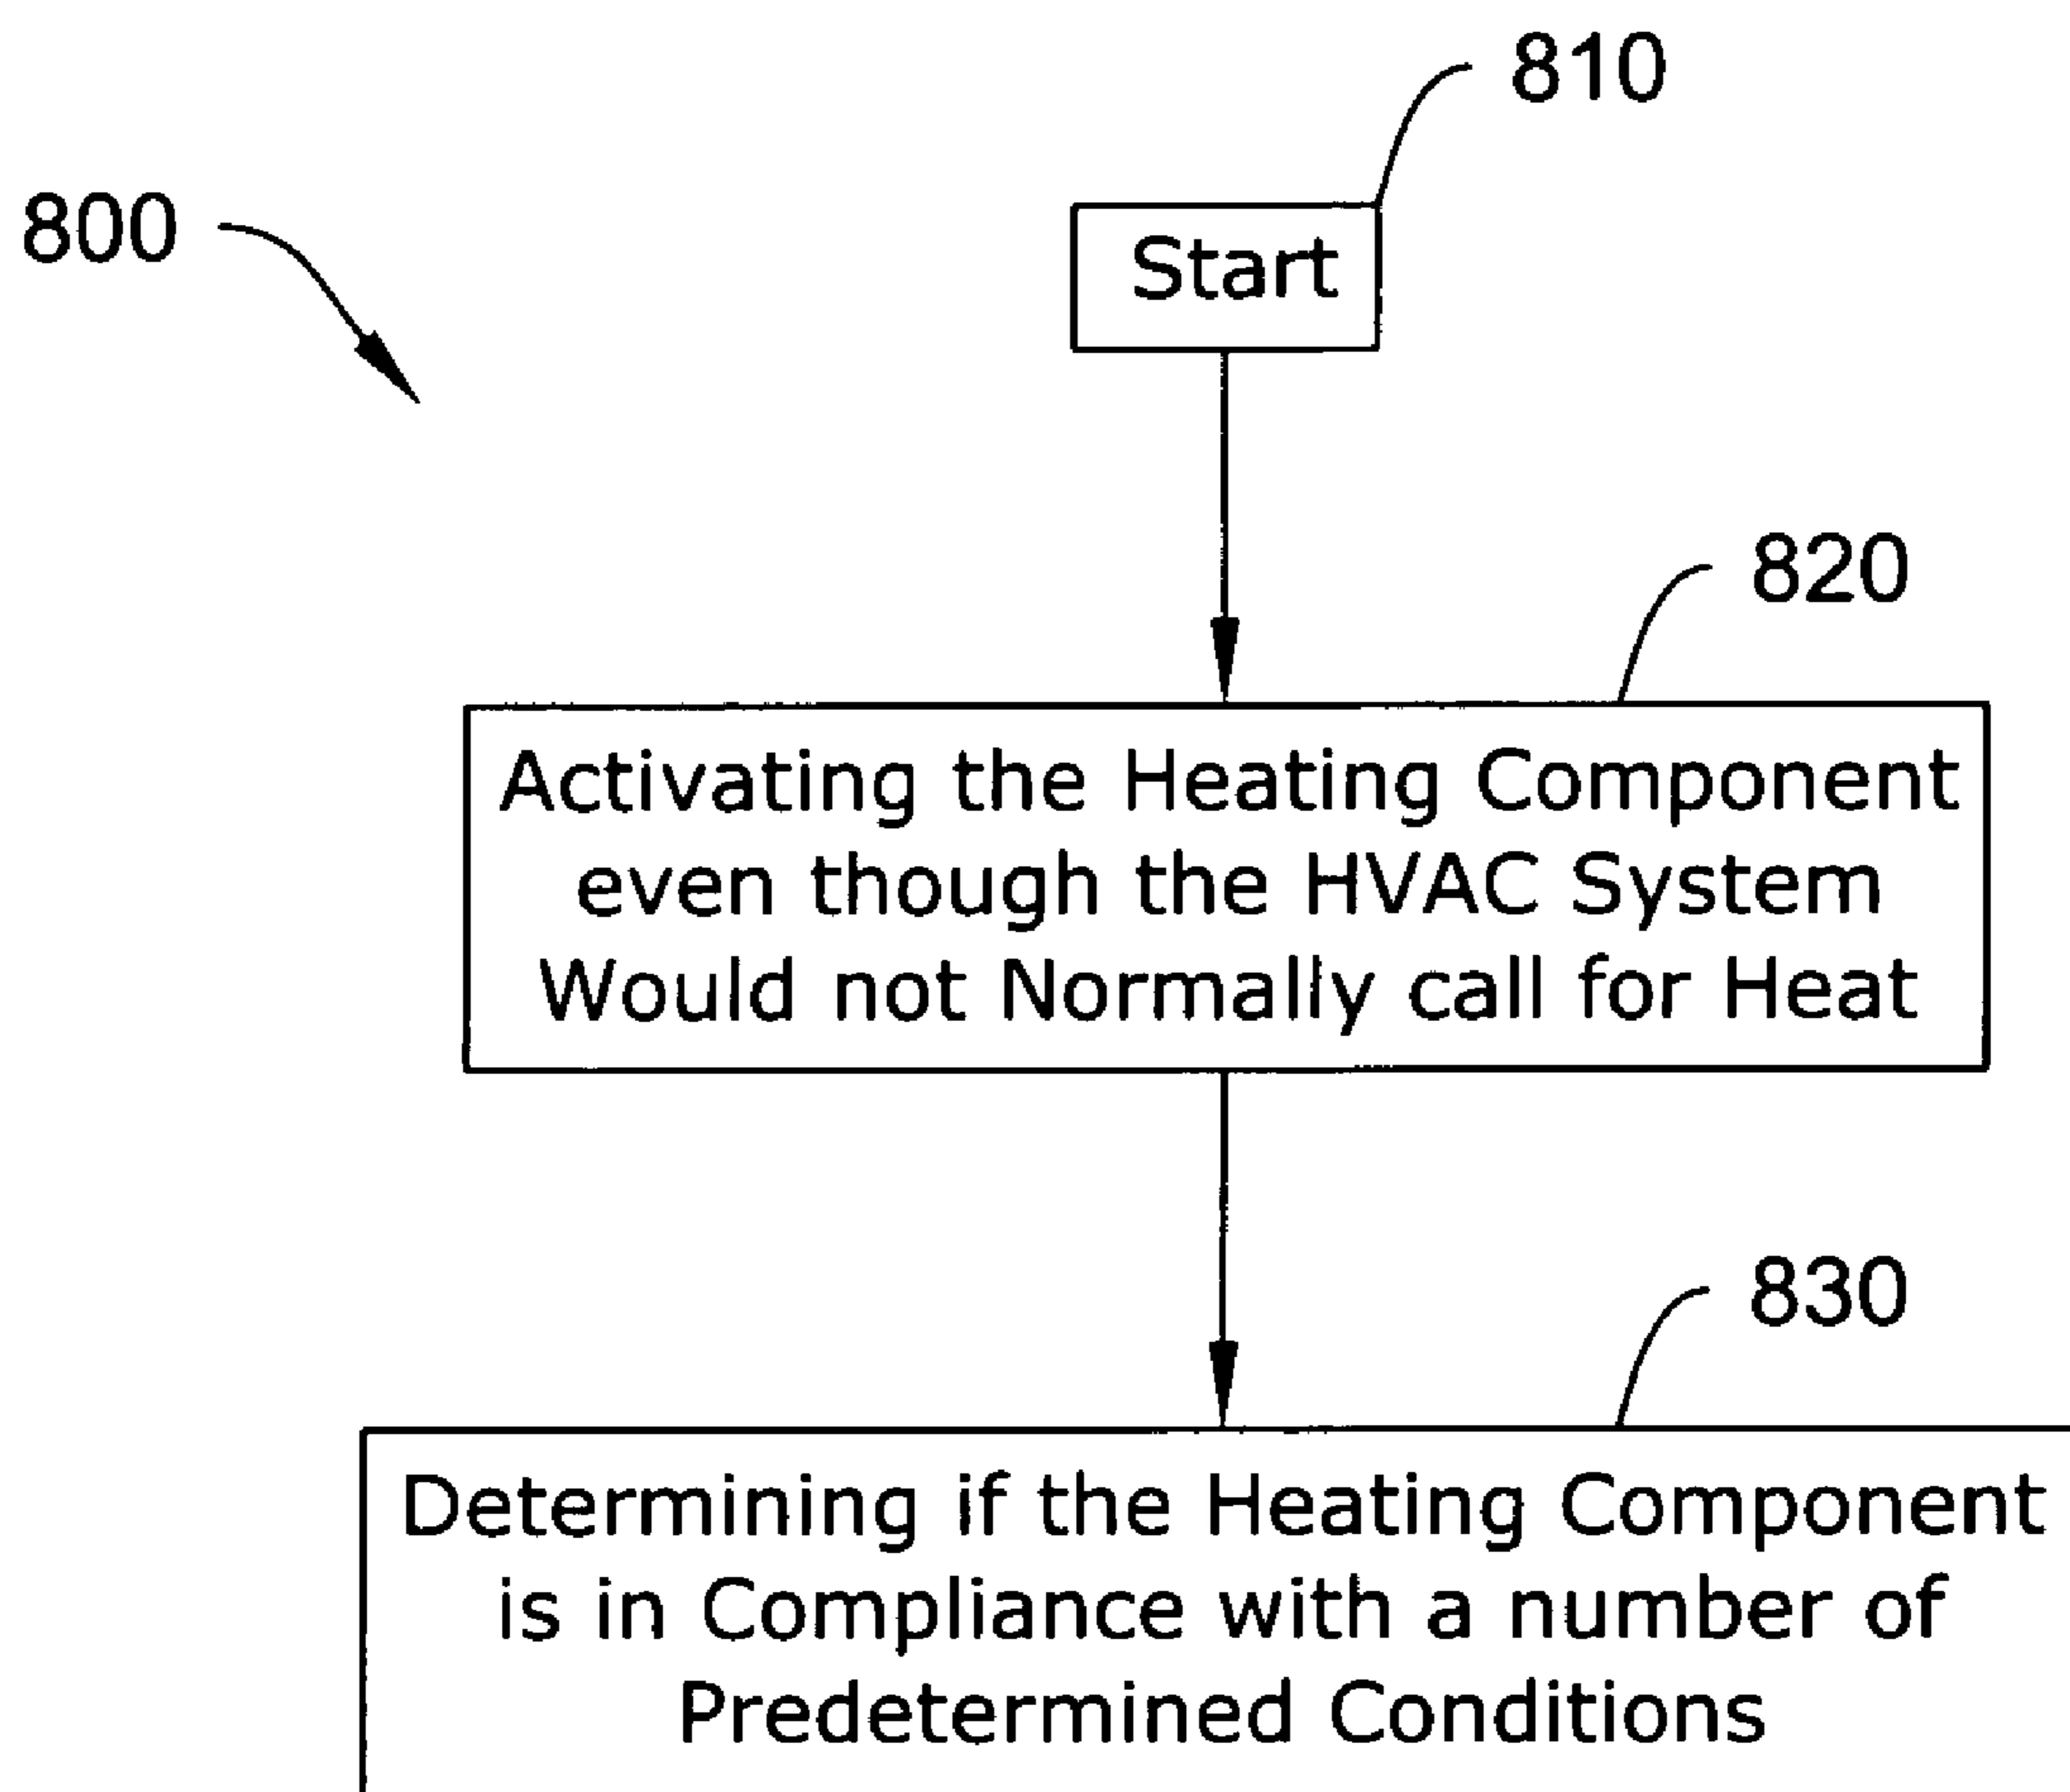 810
800
Start
820
Activating the Heating Component
even though the HVAC System
Would not Normally call for Heat
830
Determining if the Heating Component
is in Compliance with a number of
Predetermined Conditions